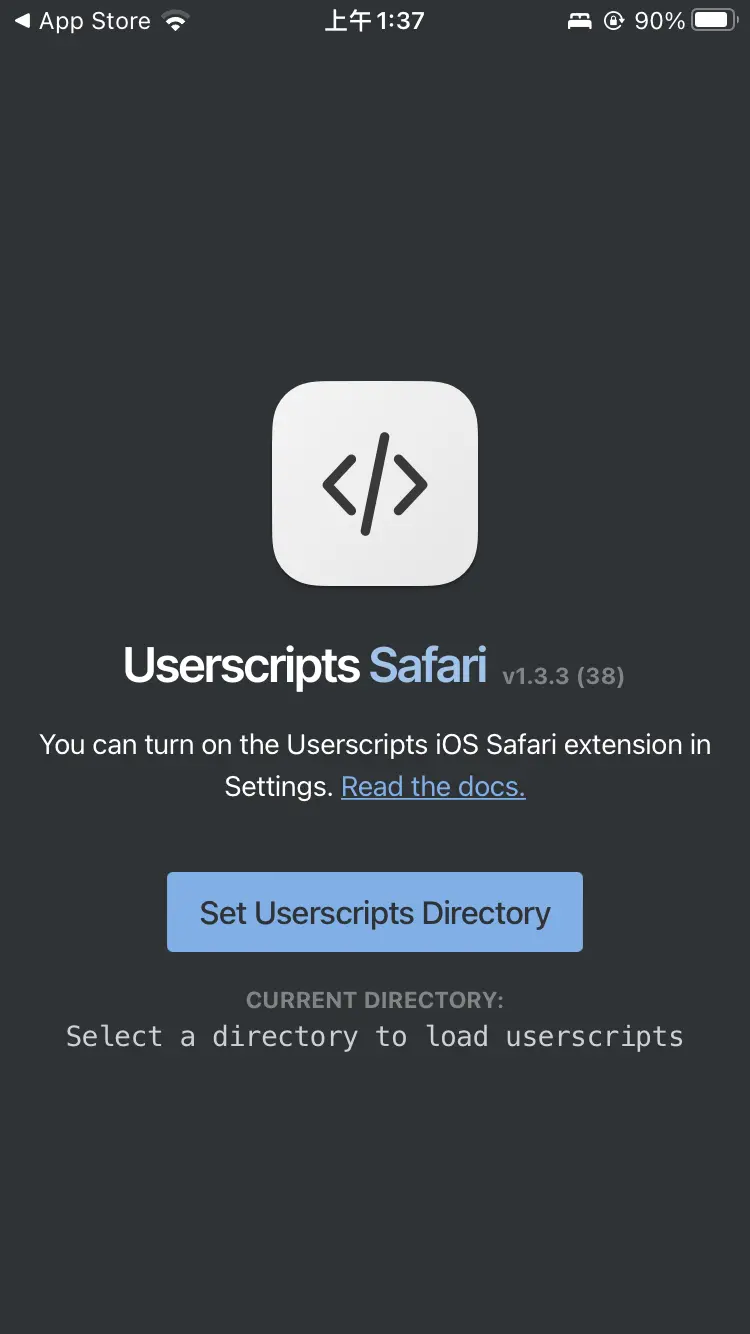 App Store
上午1:37
90%
</>
Userscripts Safari v1.3.3 (38)
You can turn on the Userscripts iOS Safari extension in
Settings. Read the docs.
Set Userscripts Directory
CURRENT DIRECTORY:
Select a directory to load userscripts